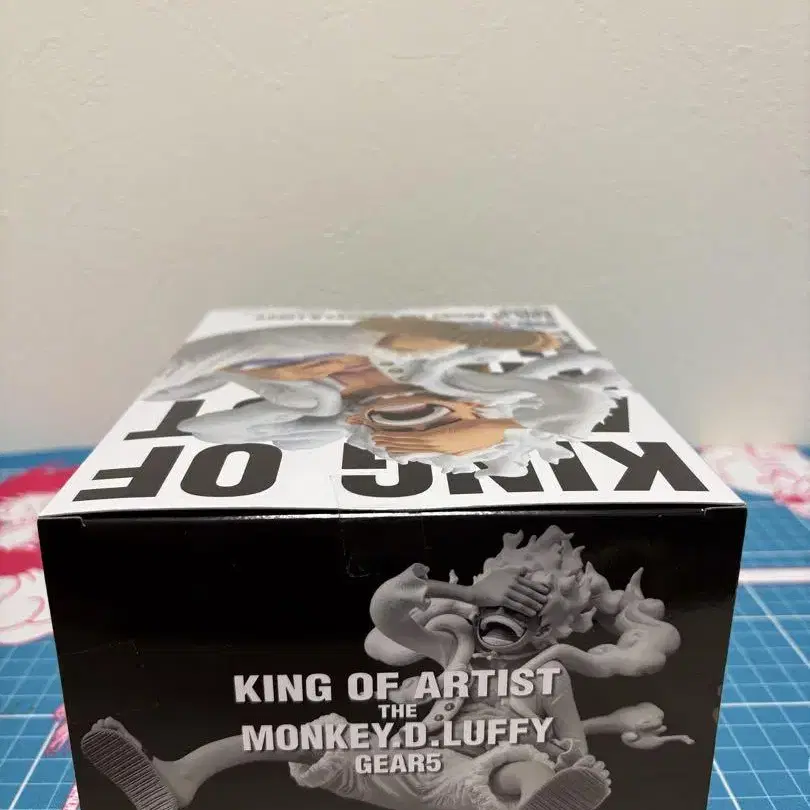 KING OF
KING OF ARTIST
THE
MONKEY.D.LUFFY
GEAR5